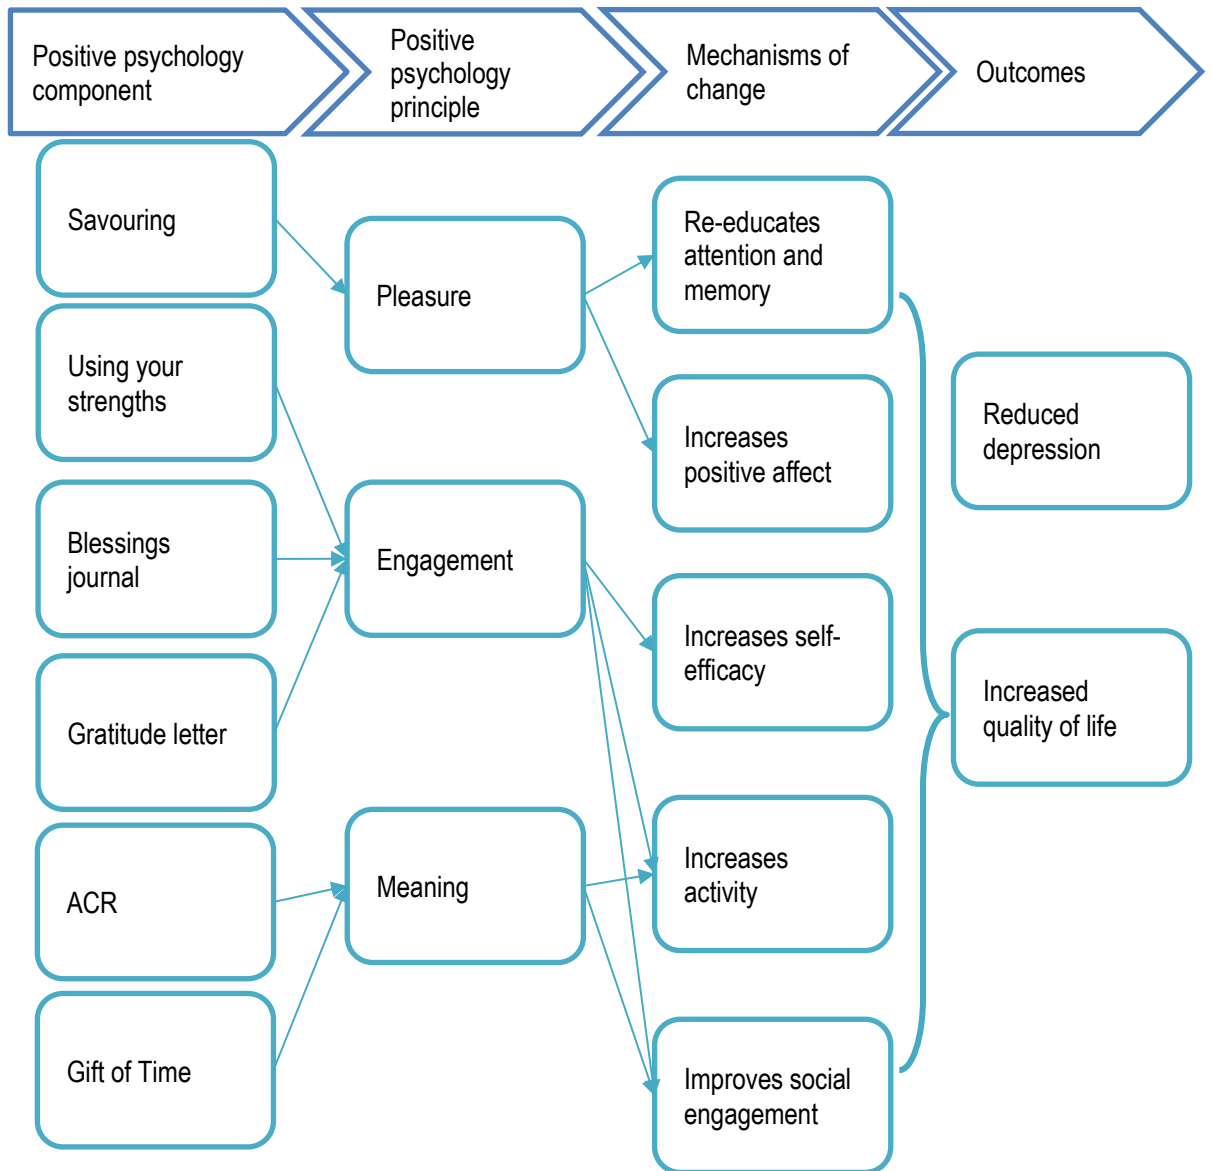 Positive psychology
component
Positive
psychology
principle
Mechanisms of
change
Outcomes
Savouring
Using your
strengths
Blessings
journal
Gratitude letter
ACR
Gift of Time
Pleasure
Engagement
Meaning
Re-educates
attention and
memory
Increases
positive affect
Increases self-
efficacy
Increases
activity
Improves social
engagement
Reduced
depression
Increased
quality of life